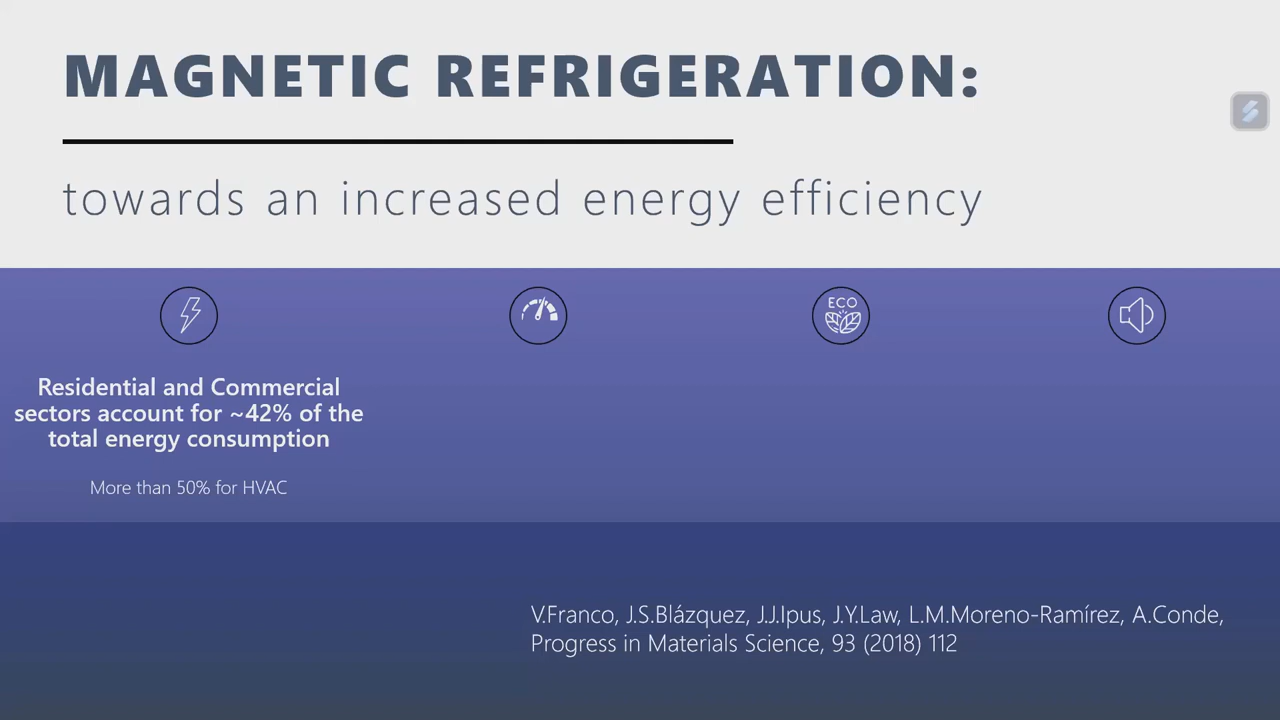 MAGNETIC REFRIGERATION:
towards an increased energy efficiency
ECO
Residential and Commercial
sectors account for ~42% of the
total energy consumption
More than 50% for HVAC
V.Franco, J.S.Blázquez, J.J.Ipus, J.Y.Law, L.M.Moreno-Ramírez, A.Conde,
Progress in Materials Science, 93 (2018) 112